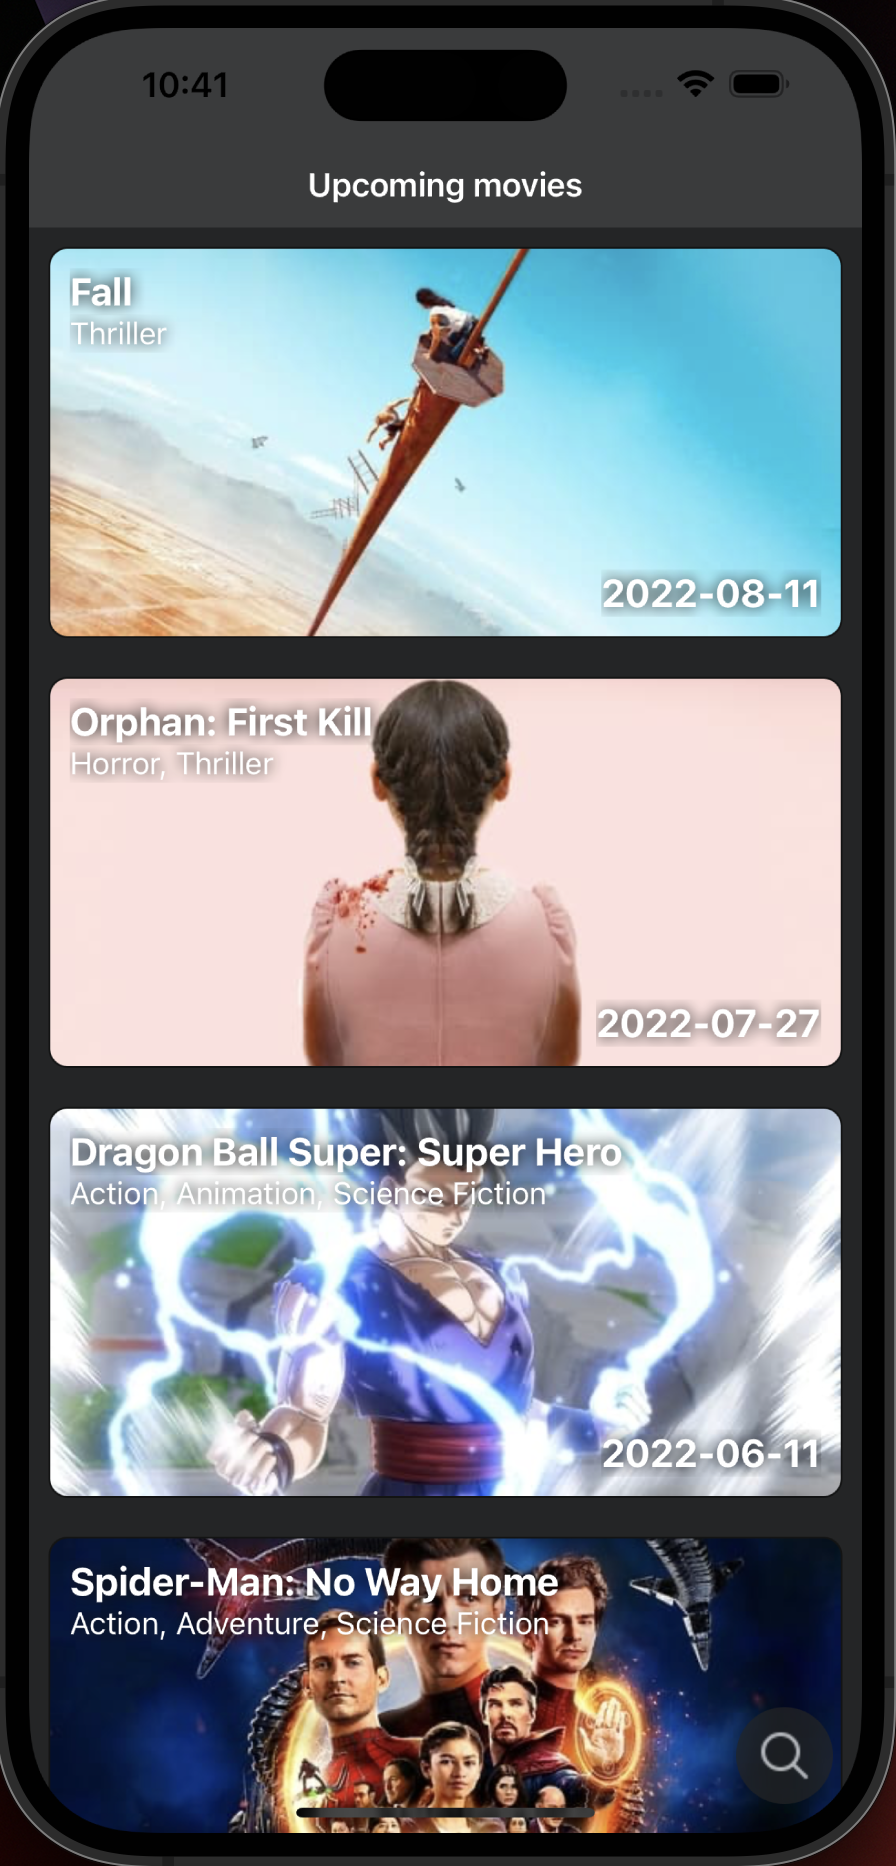 10:41
Upcoming movies
Fall
Thriller
2022-08-11
Orphan: First Kill
Horror, Thriller
2022-07-27
Dragon Ball Super: Super Hero
Action, Animation, Science Fiction
2022-06-11
Spider-Man: No Way Home
Action, Adventure, Science Fiction